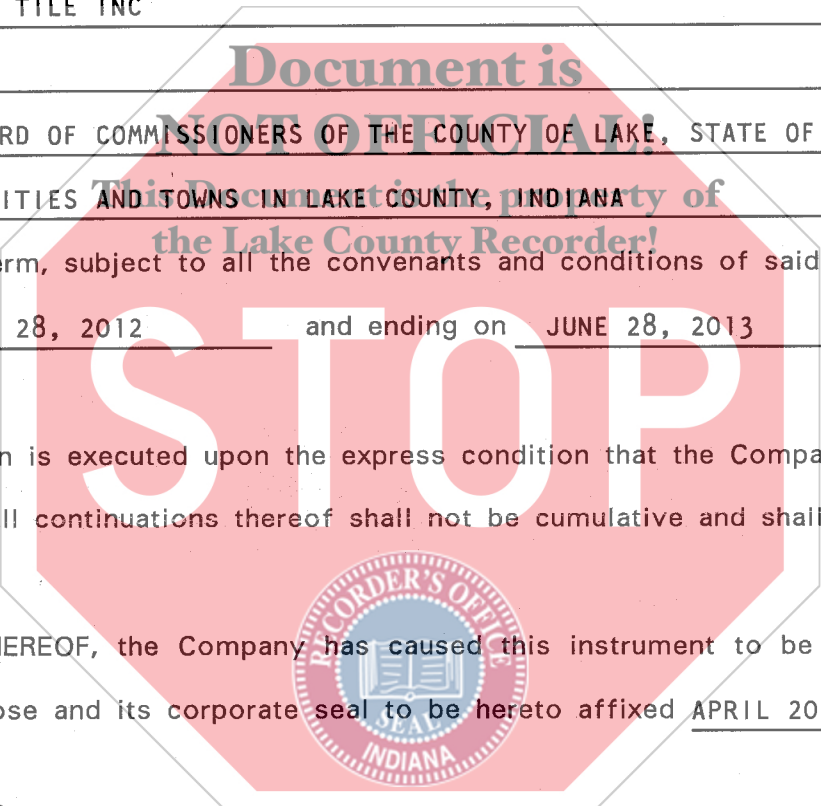 TILE INC
Document is
NOT OFFICIAL!
RD OF COMMISSIONERS OF THE COUNTY OF LAKE, STATE OF
This Document is the property of
ITIES AND TOWNS IN LAKE COUNTY, INDIANA
the Lake County Recorder!
erm, subject to all the convenants and conditions of said
28, 2012 and ending on JUNE 28, 2013
STOP
n is executed upon the express condition that the Compa
ll continuations thereof shall not be cumulative and shall
RECORDER'S OFFICE
HEREOF, the Company has caused this instrument to be
ose and its corporate seal to be hereto affixed APRIL 20
SEAL
INDIANA